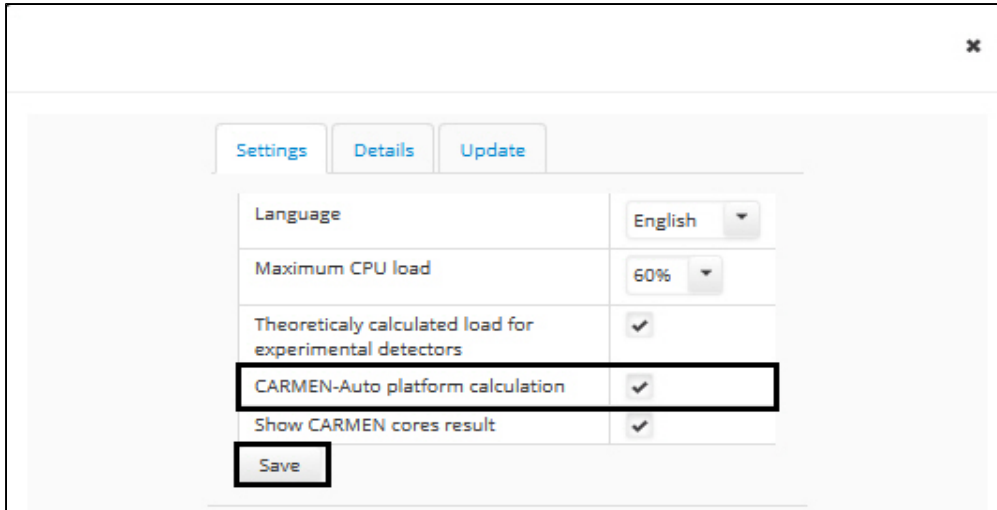 Settings Details Update
Language English
Maximum CPU load 60%
Theoreticaly calculated load for
experimental detectors
CARMEN-Auto platform calculation
Show CARMEN cores result
Save